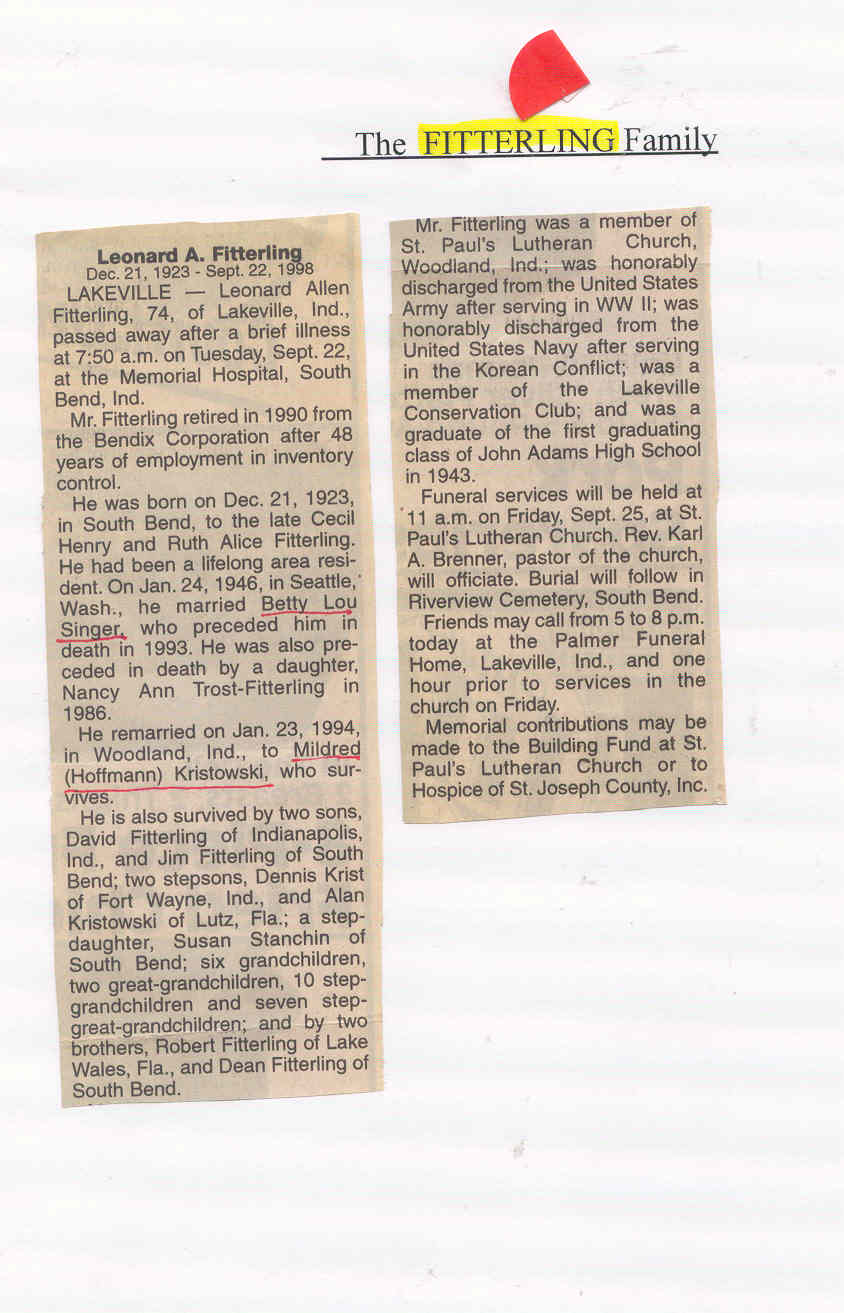 The FITTERLING Family
Leonard A. Fitterling
Dec. 21, 1923 - Sept. 22, 1998
LAKEVILLE — Leonard Allen
Fitterling, 74, of Lakeville, Ind.,
passed away after a brief illness
at 7:50 a.m. on Tuesday, Sept. 22,
at the Memorial Hospital, South
Bend, Ind.
Mr. Fitterling retired in 1990 from
the Bendix Corporation after 48
years of employment in inventory
control.
He was born on Dec. 21, 1923,
in South Bend, to the late Cecil
Henry and Ruth Alice Fitterling.
He had been a lifelong area resi-
dent. On Jan. 24, 1946, in Seattle,
Wash., he married Betty Lou
Singer, who preceded him in
death in 1993. He was also pre-
ceded in death by a daughter,
Nancy Ann Trost-Fitterling in
1986.
He remarried on Jan. 23, 1994,
in Woodland, Ind., to Mildred
(Hoffmann) Kristowski, who sur-
vives.
He is also survived by two sons,
David Fitterling of Indianapolis,
Ind., and Jim Fitterling of South
Bend; two stepsons, Dennis Krist
of Fort Wayne, Ind., and Alan
Kristowski of Lutz, Fla.; a step-
daughter, Susan Stanchin of
South Bend; six grandchildren,
two great-grandchildren, 10 step-
grandchildren and seven step-
great-grandchildren; and by two
brothers, Robert Fitterling of Lake
Wales, Fla., and Dean Fitterling of
South Bend.
Mr. Fitterling was a member of
St. Paul's Lutheran Church,
Woodland, Ind.; was honorably
discharged from the United States
Army after serving in WW II; was
honorably discharged from the
United States Navy after serving
in the Korean Conflict; was a
member of the Lakeville
Conservation Club; and was a
graduate of the first graduating
class of John Adams High School
in 1943.
Funeral services will be held at
11 a.m. on Friday, Sept. 25, at St.
Paul's Lutheran Church. Rev. Karl
A. Brenner, pastor of the church,
will officiate. Burial will follow in
Riverview Cemetery, South Bend.
Friends may call from 5 to 8 p.m.
today at the Palmer Funeral
Home, Lakeville, Ind., and one
hour prior to services in the
church on Friday.
Memorial contributions may be
made to the Building Fund at St.
Paul's Lutheran Church or to
Hospice of St. Joseph County, Inc.